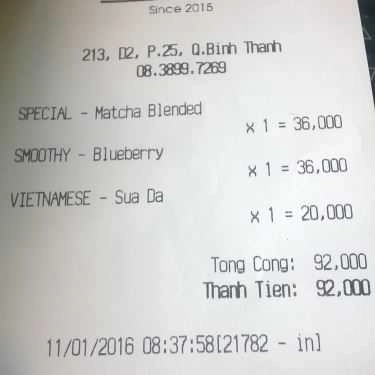 Since 2015
213, D2, P.25, Q.Binh Thanh
08.3899.7269
SPECIAL - Matcha Blended
x 1 = 36,000
SMOOTHY - Blueberry
x 1 = 36,000
VIETNAMESE - Sua Da
x 1 = 20,000
Tong Cong: 92,000
Thanh Tien: 92,000
11/01/2016 08:37:58[21782 - in]